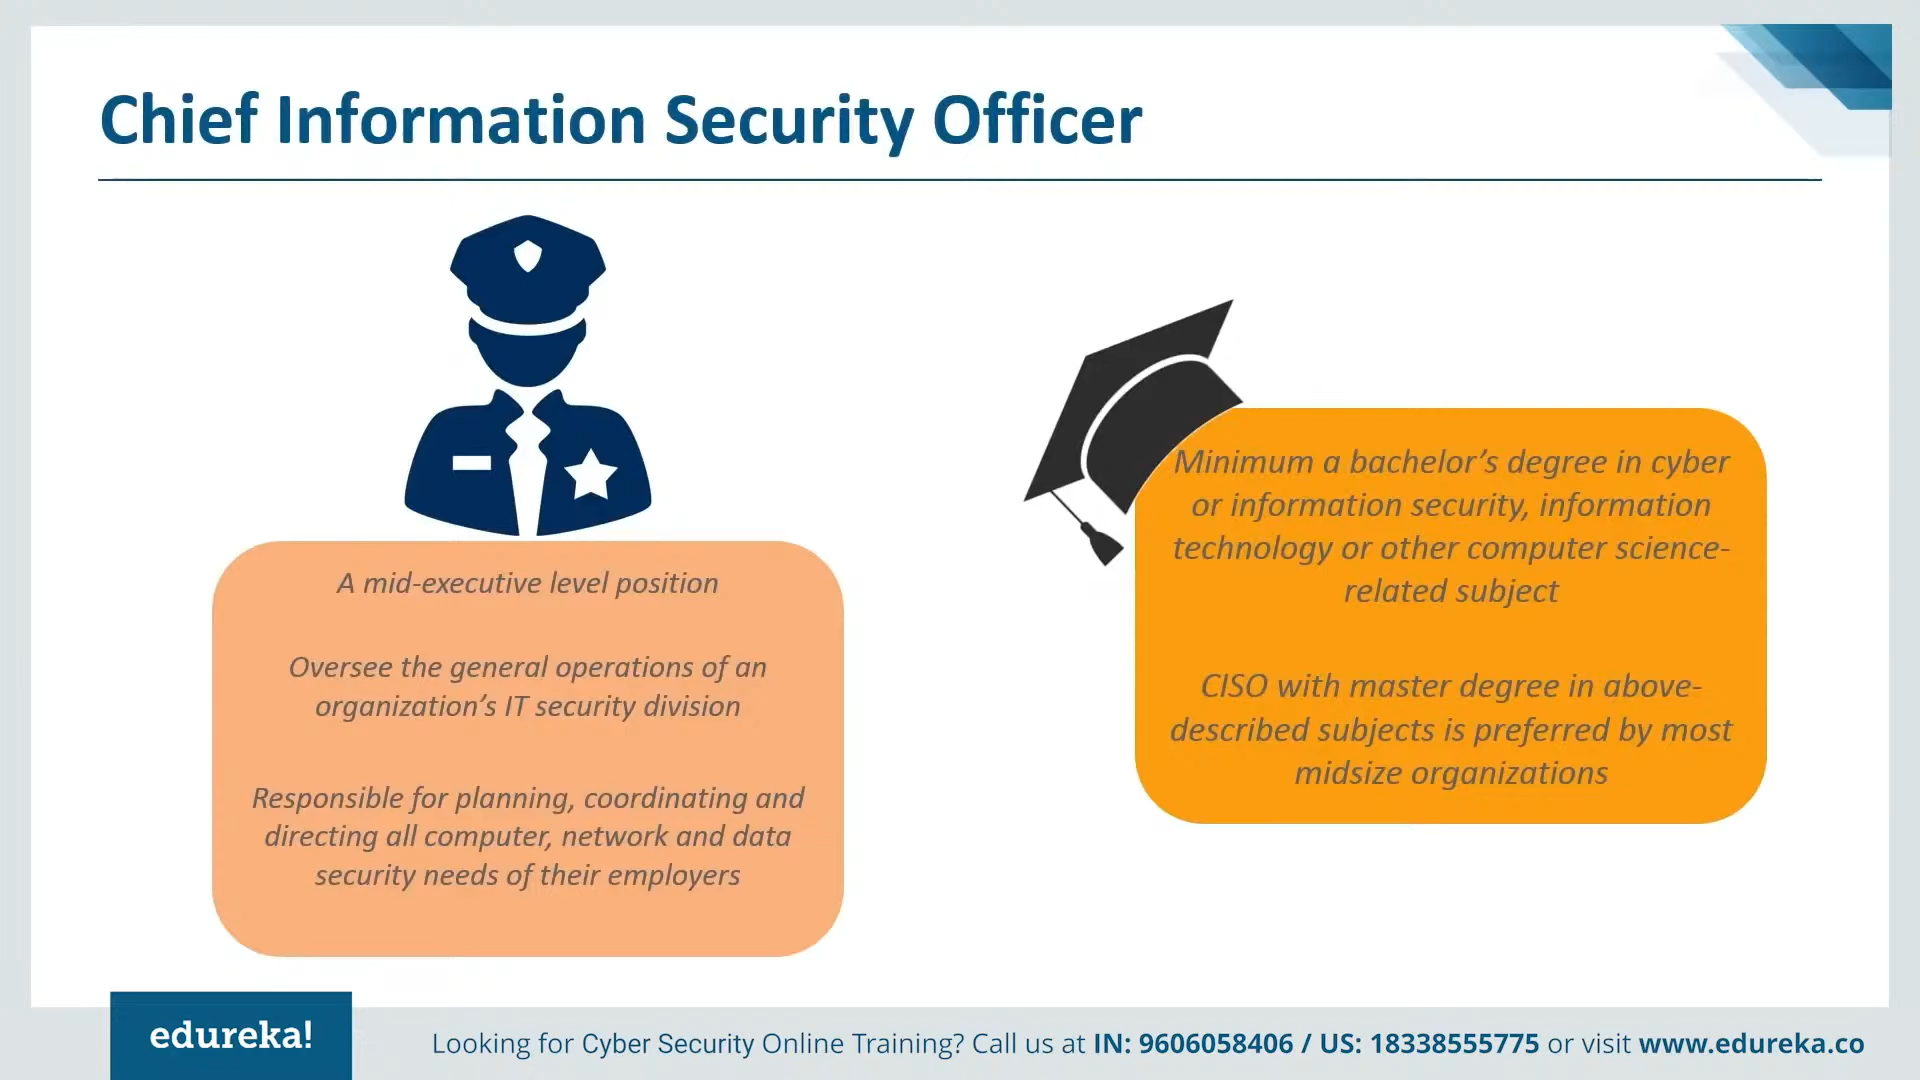 Chief Information Security Officer
A mid-executive level position
Oversee the general operations of an
organization’s IT security division
Responsible for planning, coordinating and
directing all computer, network and data
security needs of their employers
Minimum a bachelor’s degree in cyber
or information security, information
technology or other computer science-
related subject
CISO with master degree in above-
described subjects is preferred by most
midsize organizations
edureka!
Looking for Cyber Security Online Training? Call us at IN: 9606058406 / US: 18338555775 or visit www.edureka.co